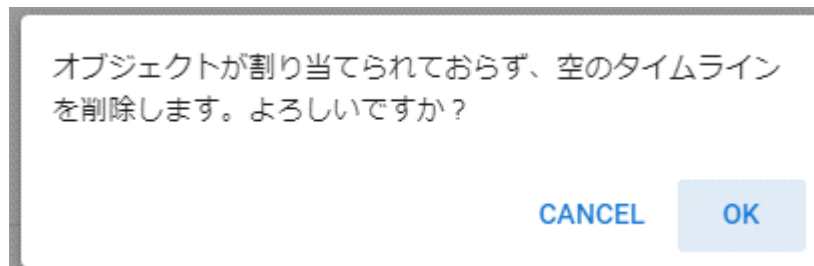 オブジェクトが割り当てられておらず、空のタイムライン
を削除します。よろしいですか？
CANCEL OK